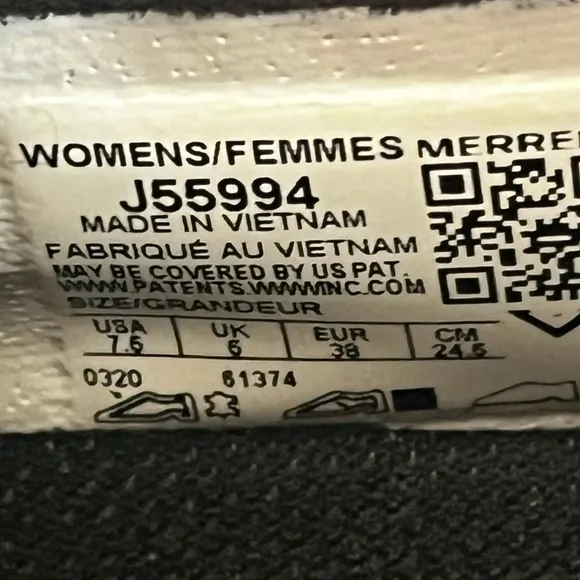 WOMENS/FEMMES MERRE
J55994
MADE IN VIETNAM
FABRIQUÉ AU VIETNAM
MAY BE COVERED BY US PAT.
WWW.PATENTS.WWWINC.COM
SIZE/GRANDEUR
USA UK EUR CM
7.5 5 38 24.5
0320 61374